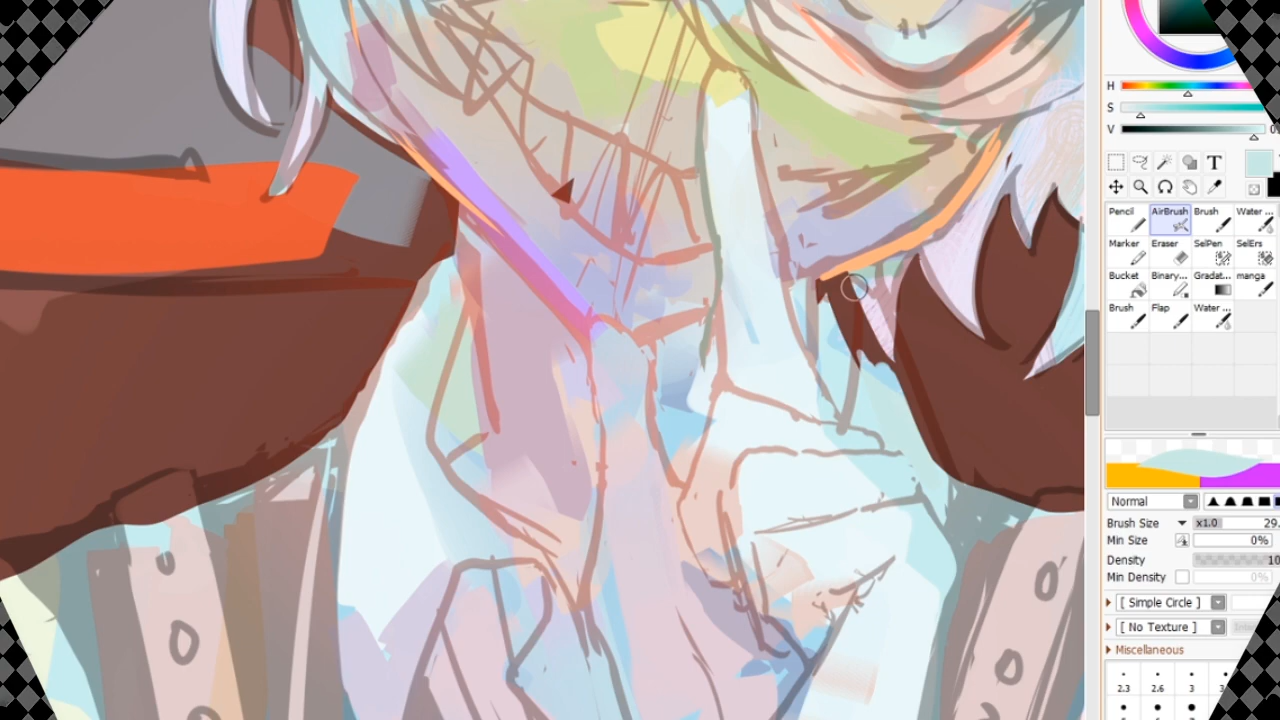 H
S
V
T
Pencil AirBrush Brush Water ...
Marker Eraser SelPen SelErs
Bucket Binary... Gradat... manga
Brush Flap Water ...
Normal
Brush Size x1.0 29.
Min Size 0%
Density 10
Min Density 0%
[ Simple Circle ]
[ No Texture ]
Miscellaneous
2.3 2.6 3